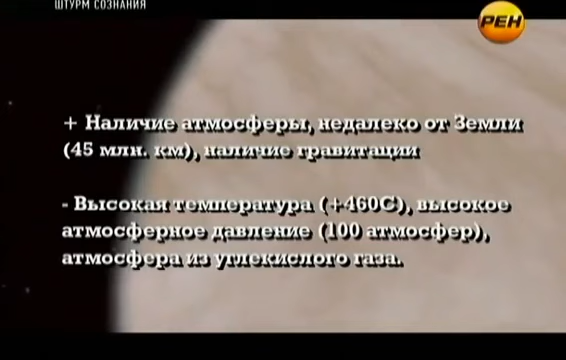 ШТУРМ СОЗНАНИЯ
РЕН
+ Наличие атмосферы, недалеко от Земли
(45 млн. км), наличие гравитации
- Высокая температура (+460С), высокое
атмосферное давление (100 атмосфер),
атмосфера из углекислого газа.